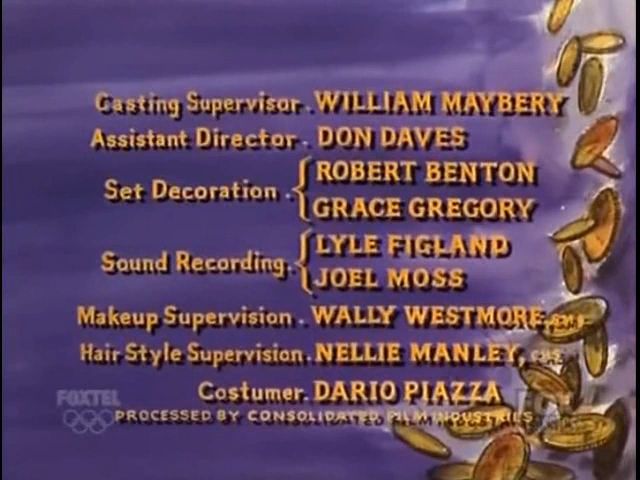 Casting Supervisor . WILLIAM MAYBERY
Assistant Director . DON DAVES
Set Decoration . { ROBERT BENTON
GRACE GREGORY
Sound Recording . { LYLE FIGLAND
JOEL MOSS
Makeup Supervision . WALLY WESTMORE,
Hair Style Supervision . NELLIE MANLEY,
Costumer . DARIO PIAZZA
FOXTEL
PROCESSED BY CONSOLIDATED FILM INDUSTRIES